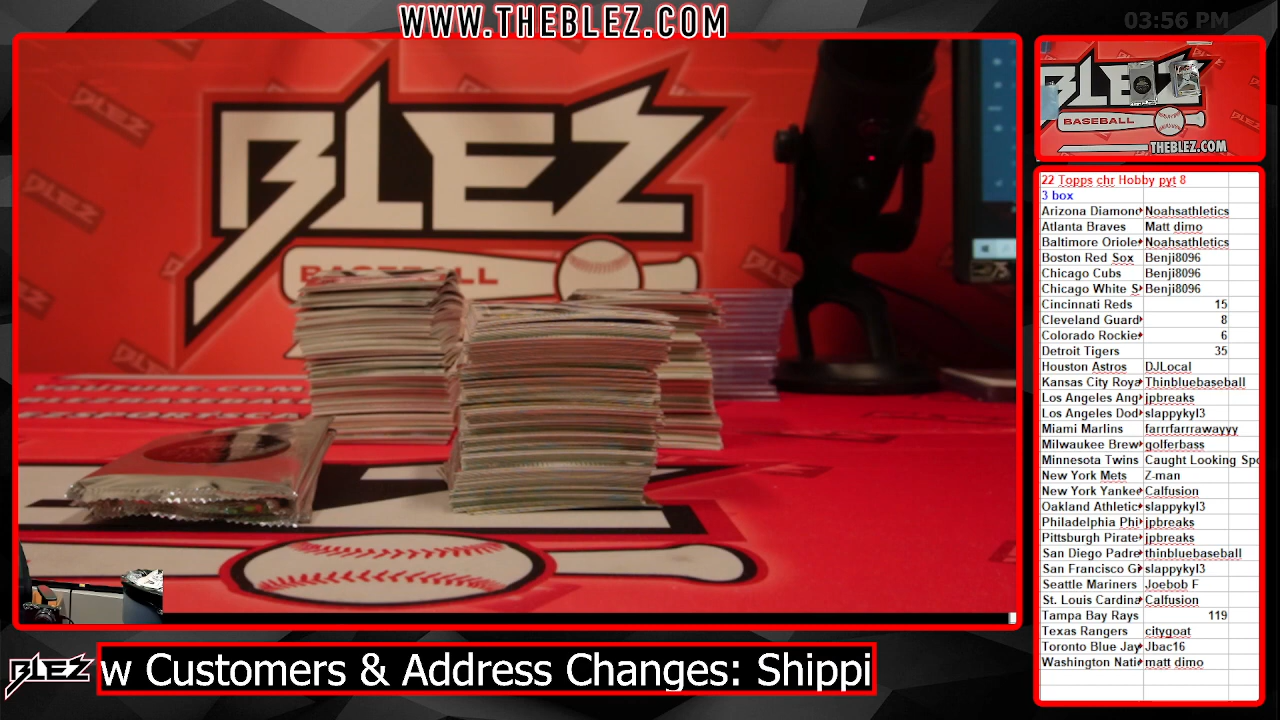 WWW.THEBLEZ.COM
03:56 PM
BLEZ
BASEBALL
THEBLEZ.COM
BLEZ
YOUTUBE.COM
22 Topps chr Hobby pyt 8
3 box
Arizona Diamond Noahsathletics
Atlanta Braves Matt dimo
Baltimore Oriole Noahsathletics
Boston Red Sox Benji8096
Chicago Cubs Benji8096
Chicago White S Benji8096
Cincinnati Reds 15
Cleveland Guard 8
Colorado Rockie 6
Detroit Tigers 35
Houston Astros DJLocal
Kansas City Roya Thinbluebaseball
Los Angeles Ang jpbreaks
Los Angeles Dod slappykyl3
Miami Marlins farrrfarrrawayyy
Milwaukee Brew golferbass
Minnesota Twins Caught Looking Spo
New York Mets Z-man
New York Yankee Calfusion
Oakland Athletic slappykyl3
Philadelphia Phi jpbreaks
Pittsburgh Pirate jpbreaks
San Diego Padre thinbluebaseball
San Francisco Gi slappykyl3
Seattle Mariners Joebob F
St. Louis Cardina Calfusion
Tampa Bay Rays 119
Texas Rangers citygoat
Toronto Blue Jay Jbac16
Washington Nati matt dimo
BLEZ
w Customers & Address Changes: Shippi